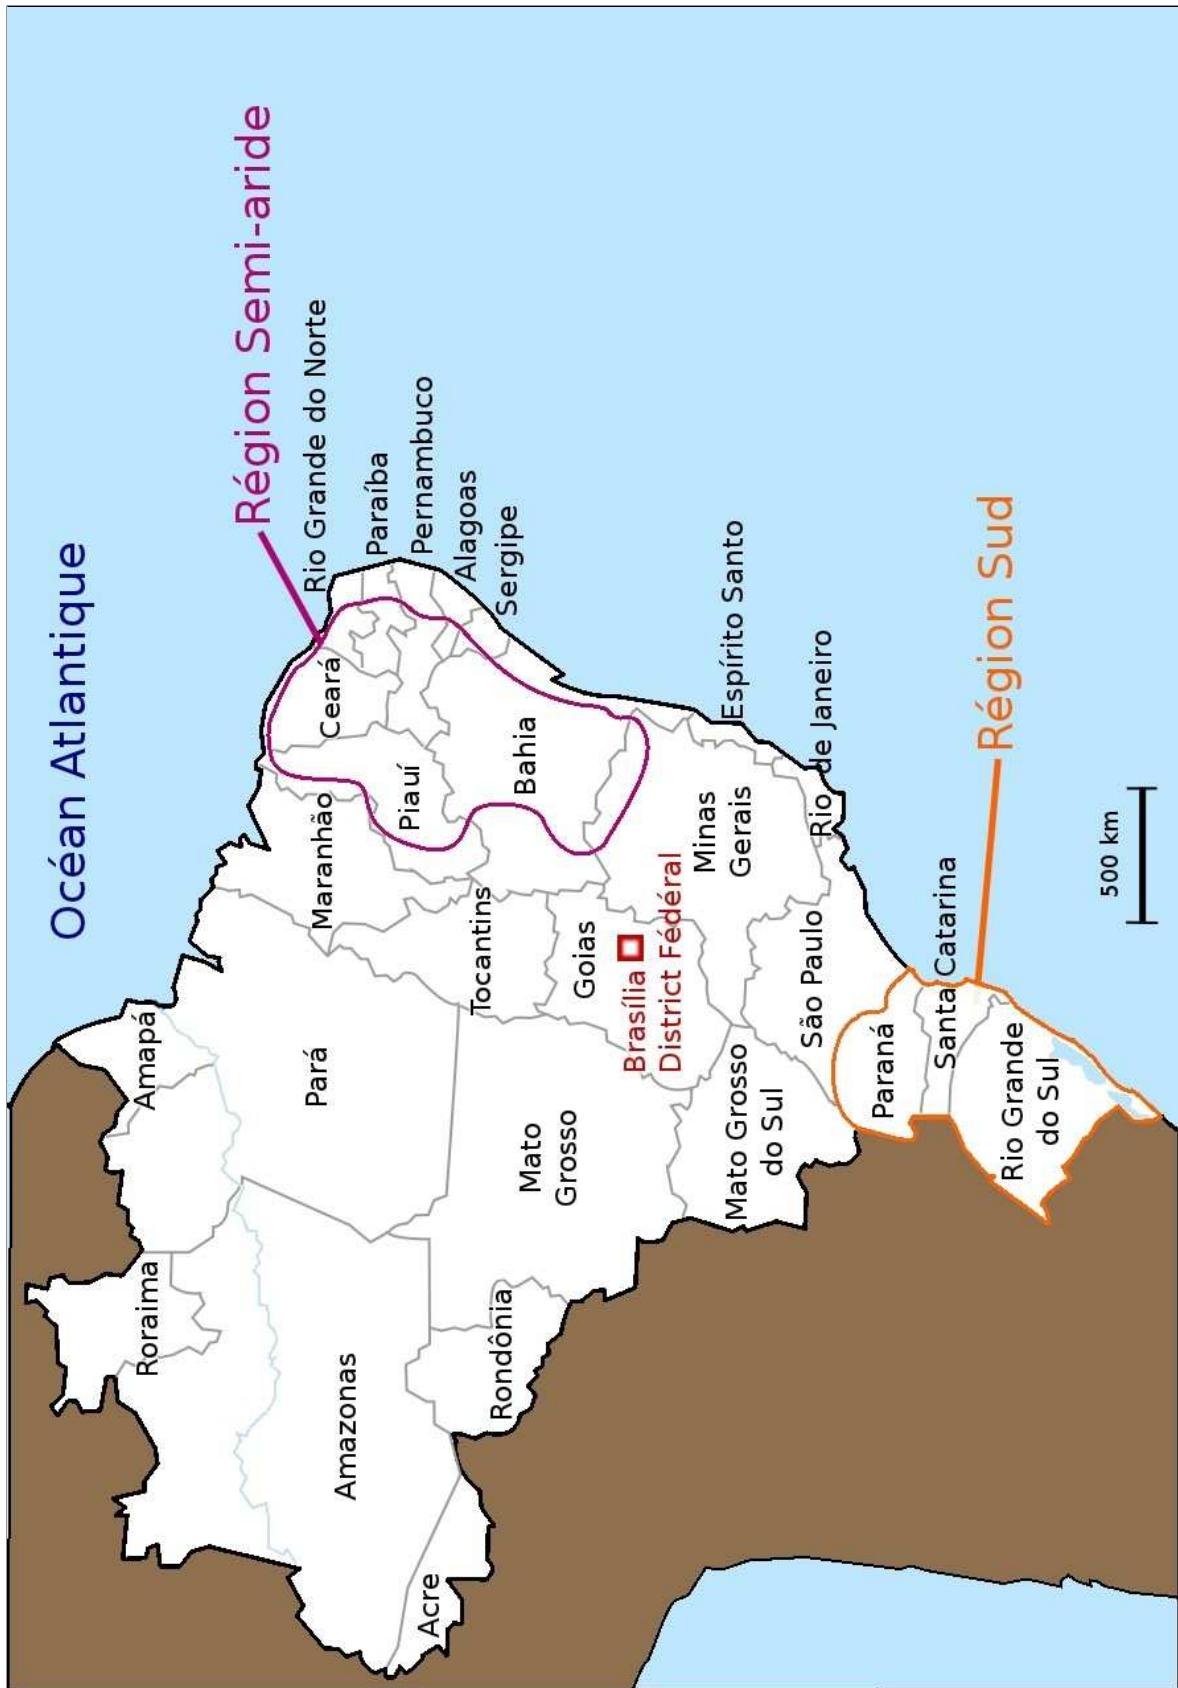 Océan Atlantique
Région Semi-aride
Rio Grande do Norte
Paraíba
Pernambuco
Alagoas
Sergipe
Ceará
Piauí
Bahia
Maranhão
Tocantins
Amapá
Pará
Roraima
Amazonas
Acre
Rondônia
Mato
Grosso
Goias
Brasília
District Fédéral
Minas
Gerais
Espírito Santo
Rio de Janeiro
São Paulo
Mato Grosso
do Sul
Paraná
Santa Catarina
Rio Grande
do Sul
Région Sud
500 km